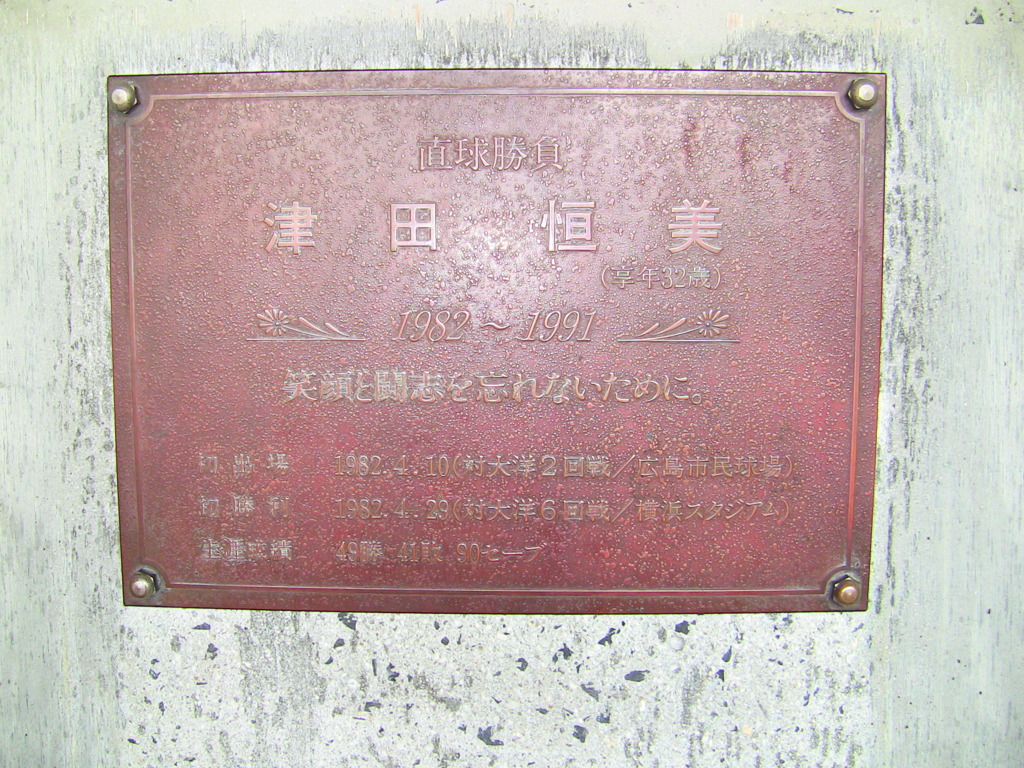 直球勝負
津田恒美
(享年32歳)
1982～1991
笑顔と闘志を忘れないために。
初出場 1982.4.10(対大洋2回戦／広島市民球場)
初勝利 1982.4.29(対大洋6回戦／横浜スタジアム)
生涯成績 49勝 41敗 90セーブ